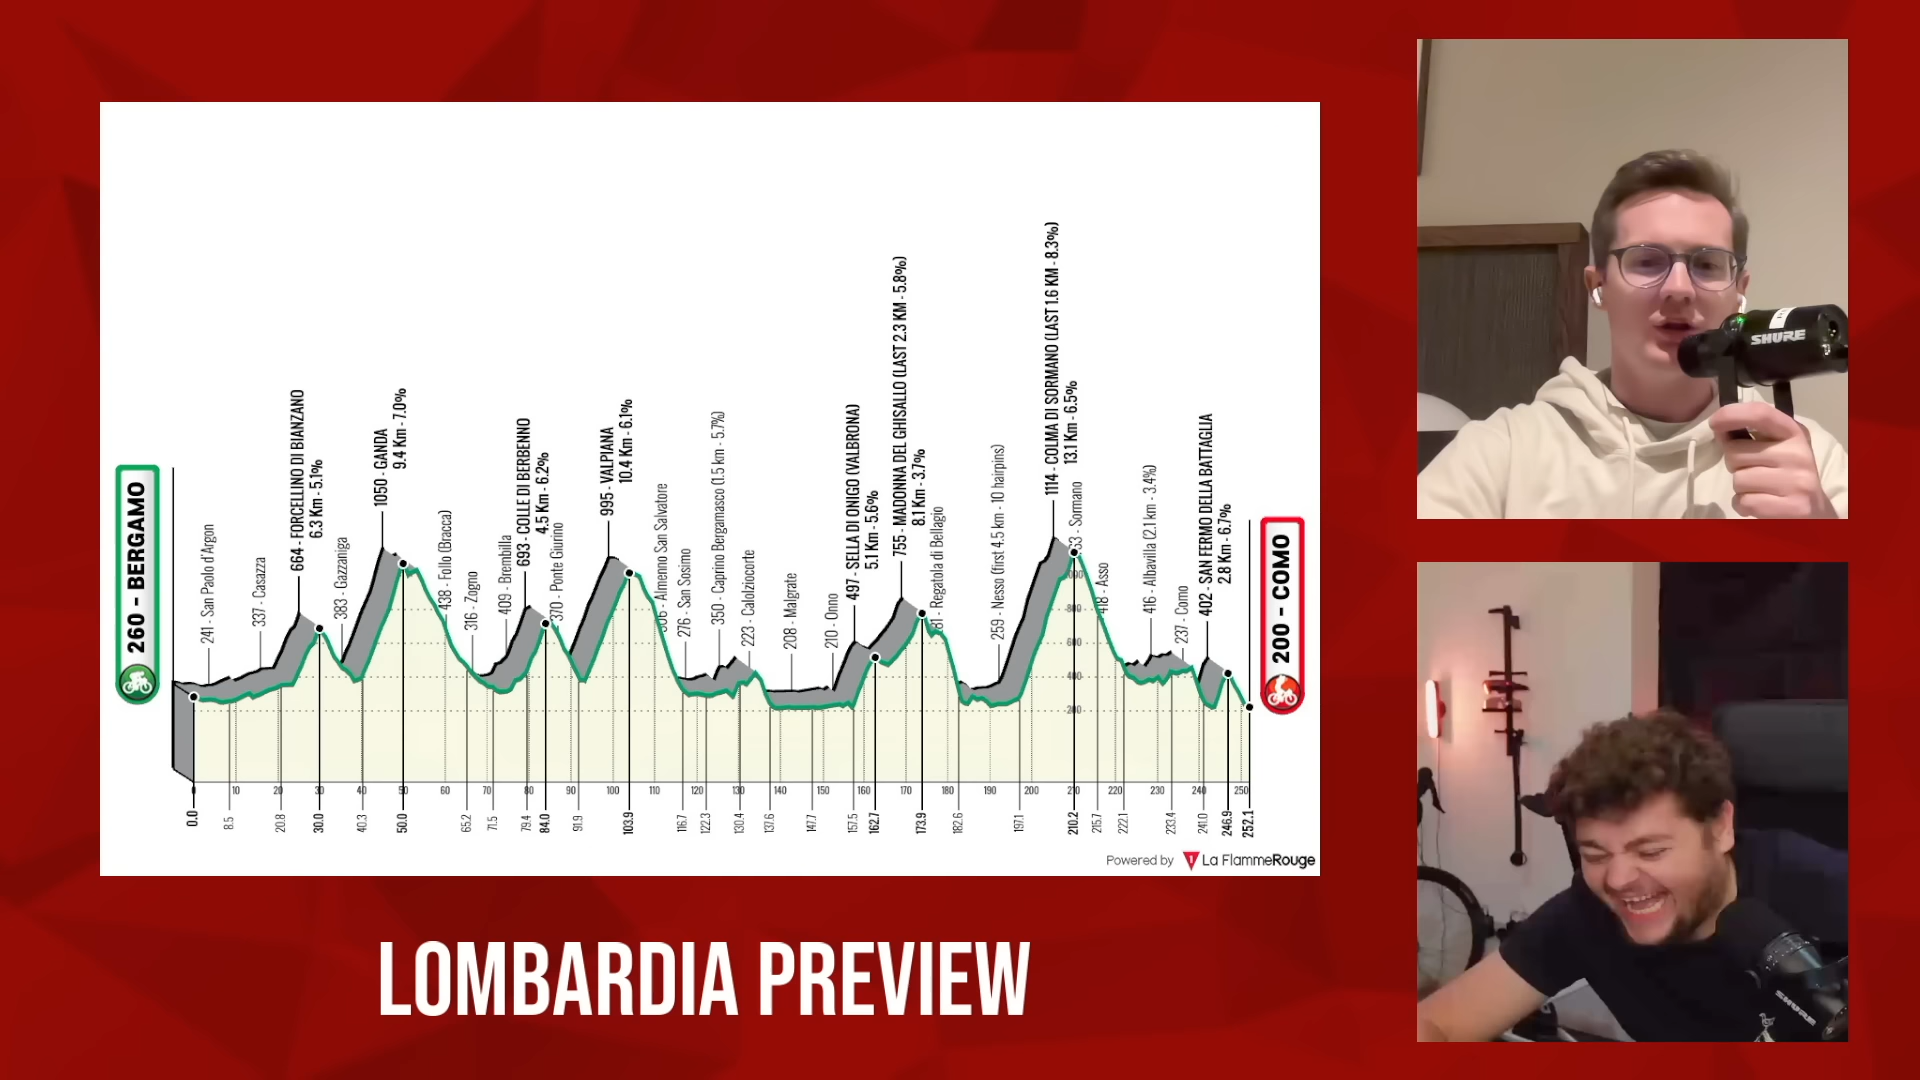 260 - BERGAMO
241 - San Paolo d'Argon
337 - Casazza
664 - FORCELLINO DI BIANZANO
6.3 Km - 5.1%
383 - Gazzaniga
1050 - GANDA
9.4 Km - 7.0%
438 - Follo (Bracca)
316 - Zogno
409 - Brembilla
693 - COLLE DI BERBENNO
4.5 Km - 6.2%
370 - Ponte Giurino
995 - VALPIANA
10.4 Km - 6.1%
Almenno San Salvatore
276 - San Sosimo
350 - Caprino Bergamasco (1.5 km - 5.7%)
223 - Calolziocorte
208 - Malgrate
210 - Onno
497 - SELLA DI ONIGO (VALBRONA)
5.1 Km - 5.6%
755 - MADONNA DEL GHISALLO (LAST 2.3 KM - 5.8%)
8.1 Km - 3.7%
- Regatola di Bellagio
259 - Nesso (first 4.5 km - 10 hairpins)
1114 - COLMA DI SORMANO (LAST 1.6 KM - 8.3%)
13.1 Km - 6.5%
- Sormano
418 - Asso
416 - Albavilla (2.1 km - 3.4%)
237 - Como
402 - SAN FERMO DELLA BATTAGLIA
2.8 Km - 6.7%
200 - COMO
800
600
400
200
0 10 20 30 40 50 60 70 80 90 100 110 120 130 140 150 160 170 180 190 200 210 220 230 240 250
0.0 8.5 20.8 30.0 40.3 50.0 65.2 71.5 79.4 84.0 91.9 103.9 116.7 122.3 130.4 137.6 147.7 157.5 162.7 173.9 182.6 197.1 210.2 215.7 222.1 233.4 241.0 246.9 252.1
Powered by La FlammeRouge
LOMBARDIA PREVIEW
SHURE
SHURE